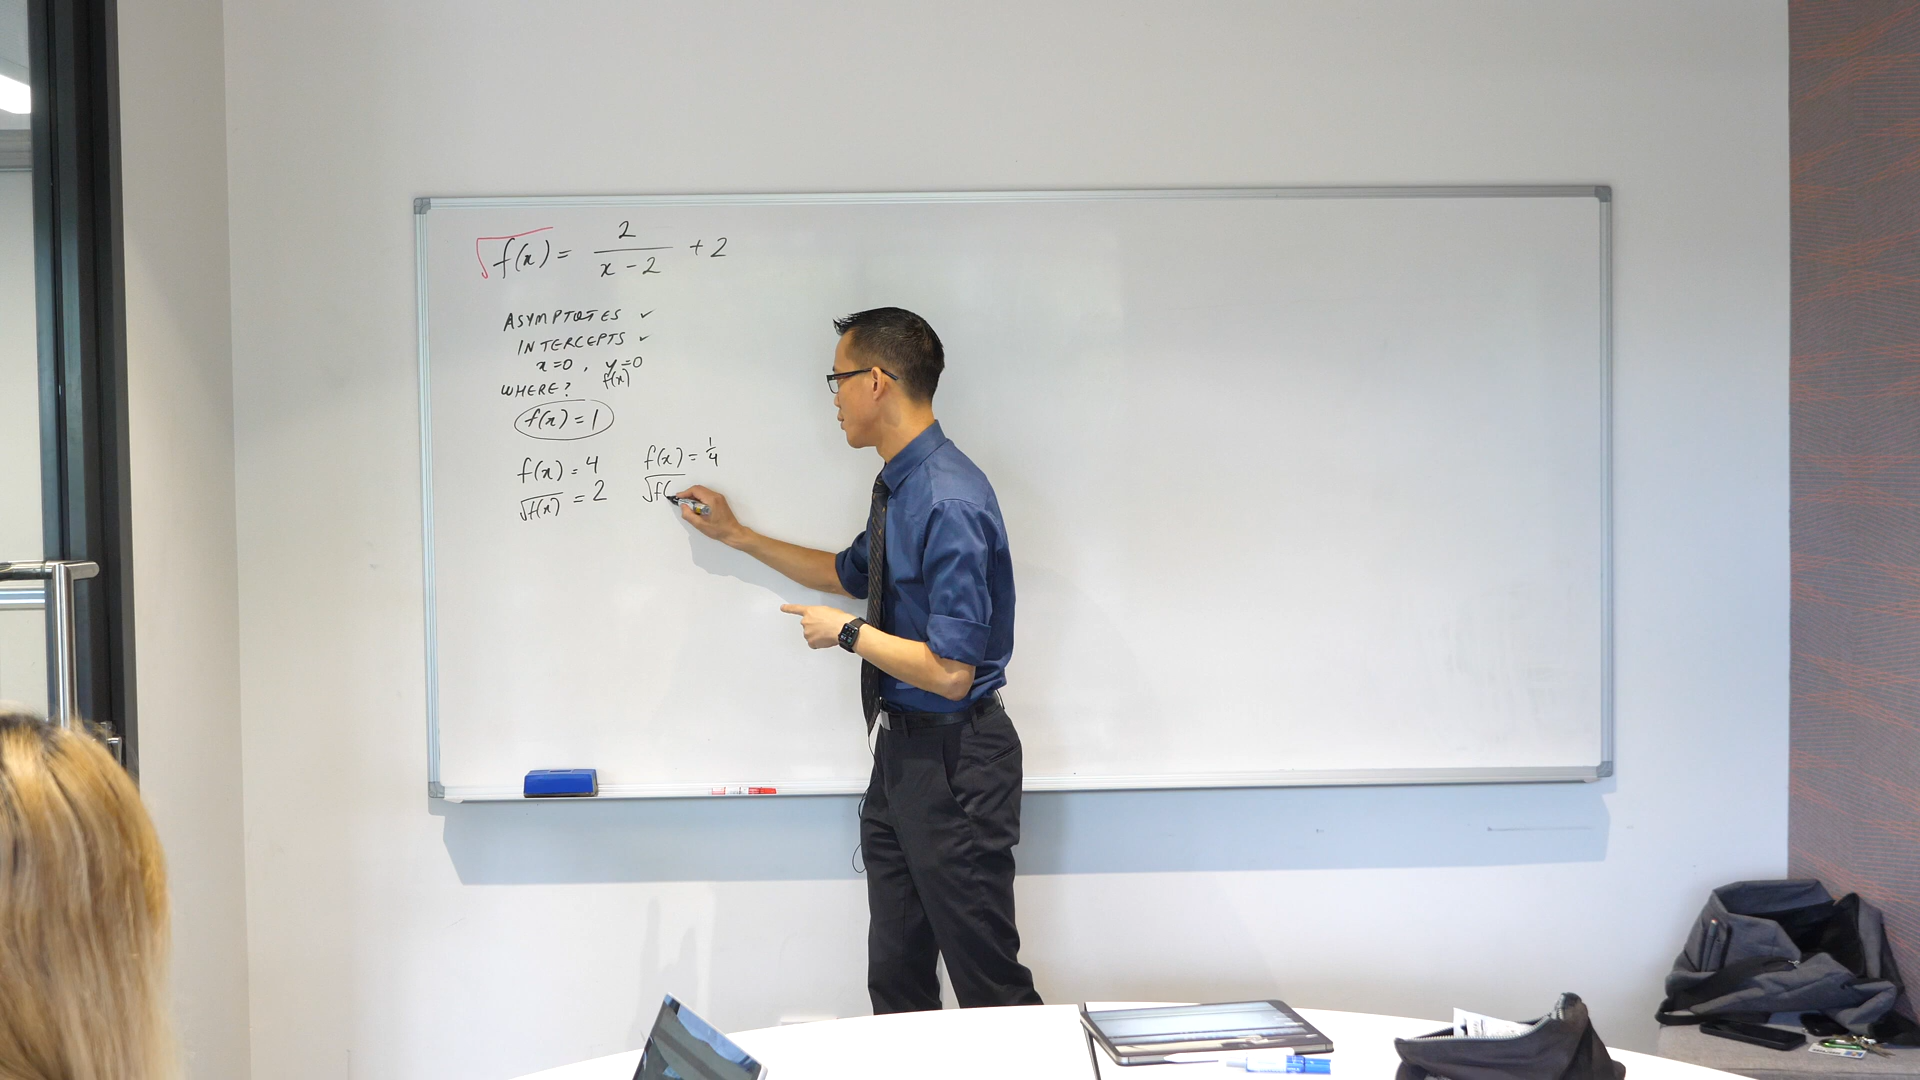 √f(x) = 2/(x-2) + 2
ASYMPTOTES ✓
INTERCEPTS ✓
x=0, y=0
WHERE? f(x)
f(x) = 1
f(x) = 4 f(x) = 1/4
√f(x) = 2 √f(